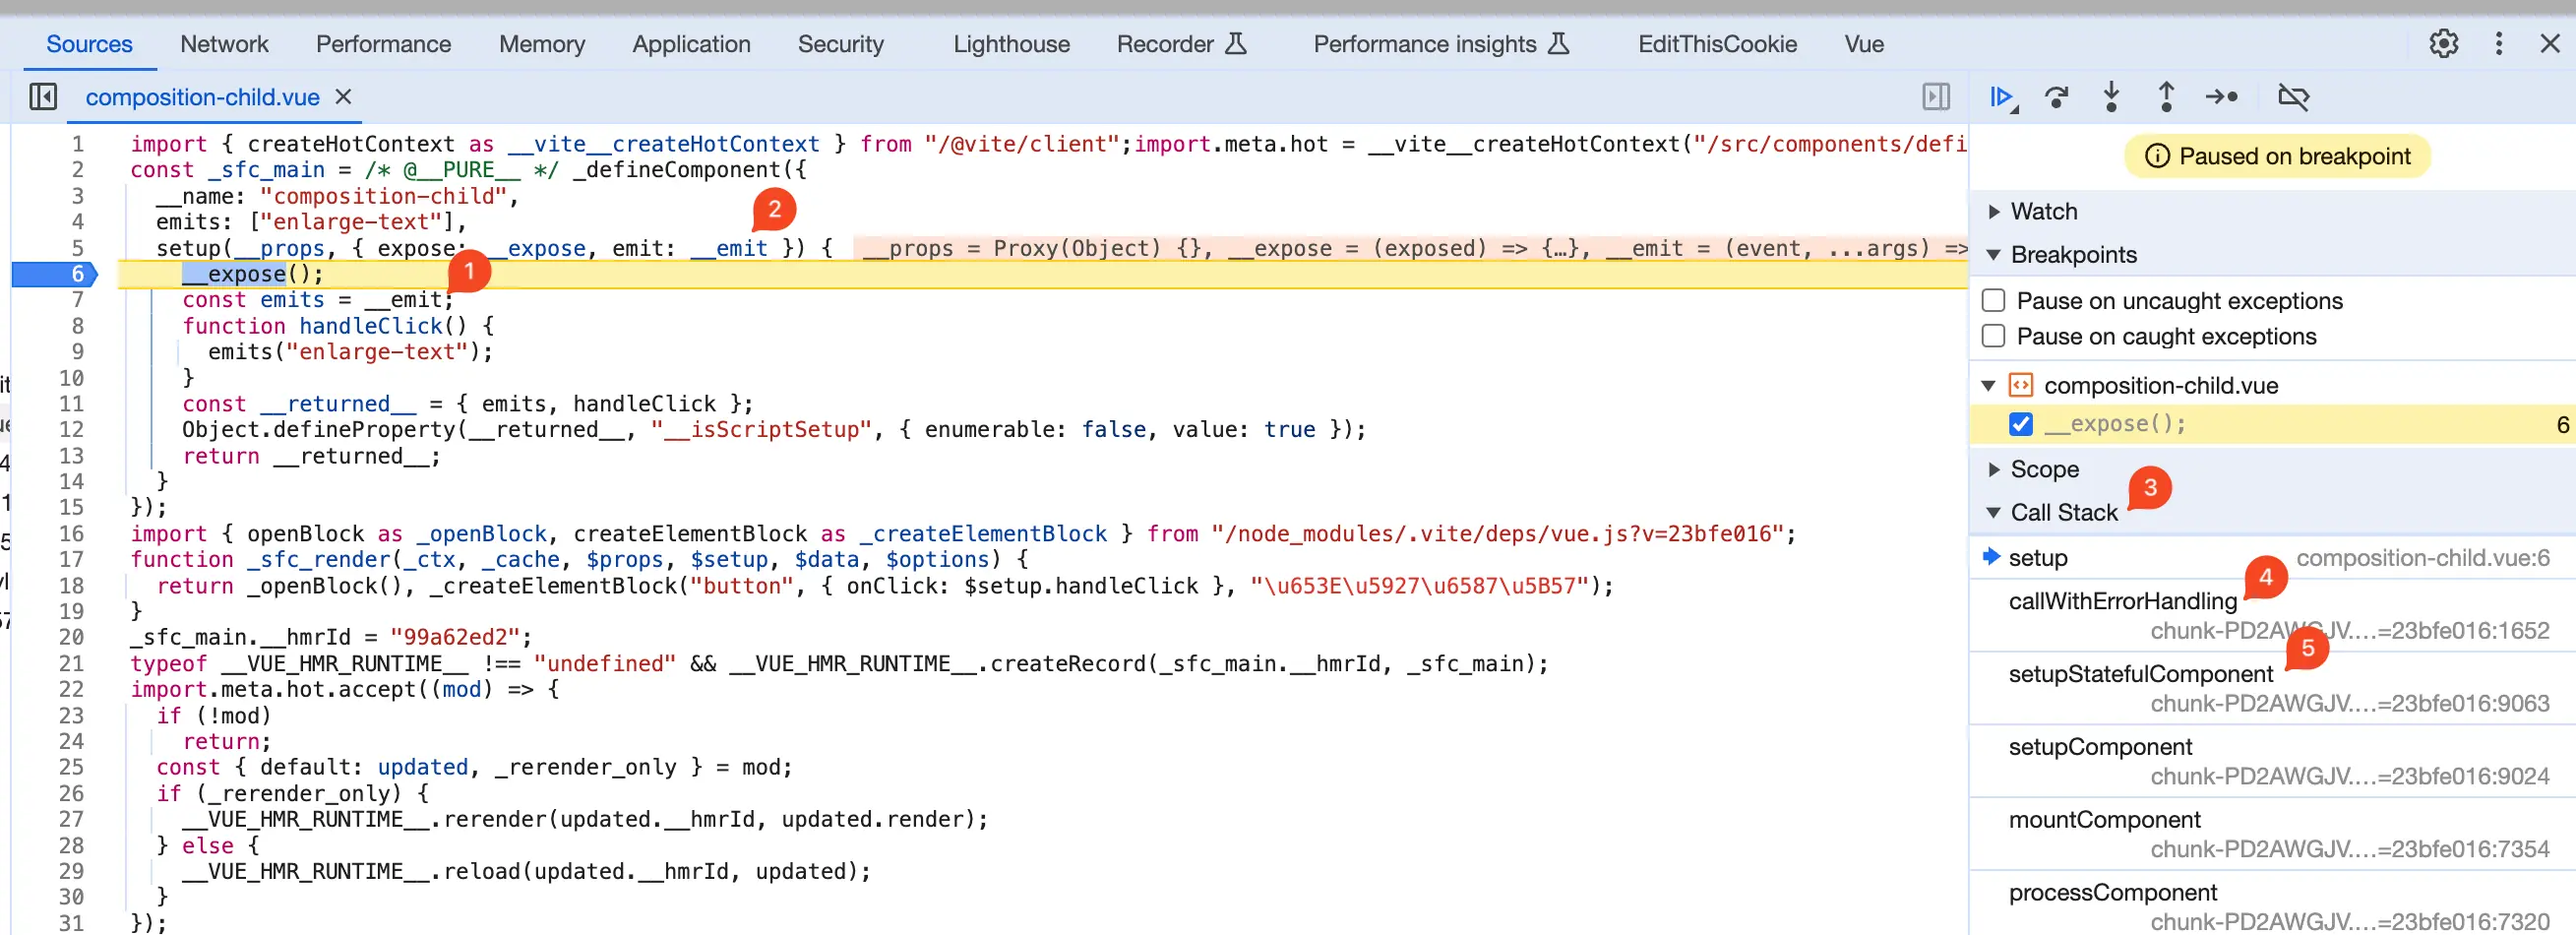 Sources Network Performance Memory Application Security Lighthouse Recorder Performance insights EditThisCookie Vue
composition-child.vue
1 import { createHotContext as __vite__createHotContext } from "/@vite/client";import.meta.hot = __vite__createHotContext("/src/components/defi
2 const _sfc_main = /* @__PURE__ */ _defineComponent({
3 __name: "composition-child",
4 emits: ["enlarge-text"],
2
5 setup(__props, { expose: __expose, emit: __emit }) { __props = Proxy(Object) {}, __expose = (exposed) => {…}, __emit = (event, ...args) =>
6 __expose();
1
7 const emits = __emit;
8 function handleClick() {
9 emits("enlarge-text");
10 }
11 const __returned__ = { emits, handleClick };
12 Object.defineProperty(__returned__, "__isScriptSetup", { enumerable: false, value: true });
13 return __returned__;
14 }
15 });
16 import { openBlock as _openBlock, createElementBlock as _createElementBlock } from "/node_modules/.vite/deps/vue.js?v=23bfe016";
17 function _sfc_render(_ctx, _cache, $props, $setup, $data, $options) {
18 return _openBlock(), _createElementBlock("button", { onClick: $setup.handleClick }, "\u653E\u5927\u6587\u5B57");
19 }
20 _sfc_main.__hmrId = "99a62ed2";
21 typeof __VUE_HMR_RUNTIME__ !== "undefined" && __VUE_HMR_RUNTIME__.createRecord(_sfc_main.__hmrId, _sfc_main);
22 import.meta.hot.accept((mod) => {
23 if (!mod)
24 return;
25 const { default: updated, _rerender_only } = mod;
26 if (_rerender_only) {
27 __VUE_HMR_RUNTIME__.rerender(updated.__hmrId, updated.render);
28 } else {
29 __VUE_HMR_RUNTIME__.reload(updated.__hmrId, updated);
30 }
31 });
Paused on breakpoint
Watch
Breakpoints
Pause on uncaught exceptions
Pause on caught exceptions
composition-child.vue
__expose(); 6
Scope
3
Call Stack
setup composition-child.vue:6
4
callWithErrorHandling
chunk-PD2AWGJV.…=23bfe016:1652
5
setupStatefulComponent
chunk-PD2AWGJV.…=23bfe016:9063
setupComponent
chunk-PD2AWGJV.…=23bfe016:9024
mountComponent
chunk-PD2AWGJV.…=23bfe016:7354
processComponent
chunk-PD2AWGJV.…=23bfe016:7320